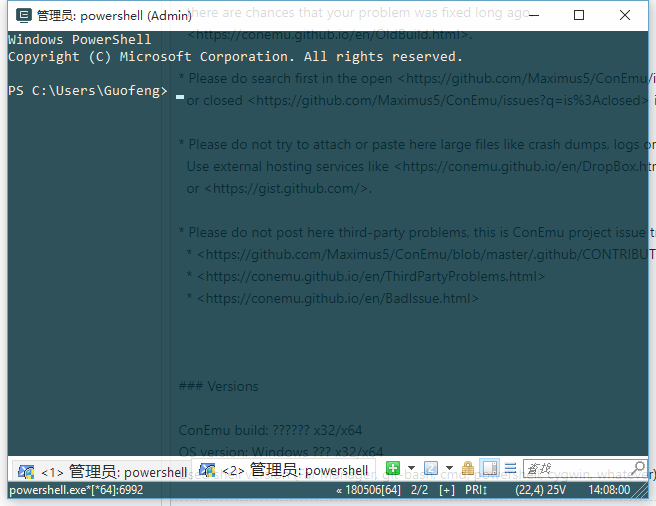 管理员: powershell (Admin)
there are chances that your problem was fixed long ago
<https://conemu.github.io/en/OldBuild.html>.
Windows PowerShell
Copyright (C) Microsoft Corporation. All rights reserved.
* Please do search first in the open <https://github.com/Maximus5/ConEmu/i
PS C:\Users\Guofeng>
or closed <https://github.com/Maximus5/ConEmu/issues?q=is%3Aclosed> i
* Please do not try to attach or paste here large files like crash dumps, logs or
Use external hosting services like <https://conemu.github.io/en/DropBox.htm
or <https://gist.github.com/>.
* Please do not post here third-party problems, this is ConEmu project issue t
* <https://github.com/Maximus5/ConEmu/blob/master/.github/CONTRIBUT
* <https://conemu.github.io/en/ThirdPartyProblems.html>
* <https://conemu.github.io/en/BadIssue.html>
### Versions
ConEmu build: ?????? x32/x64
OS version: Windows ??? x32/x64
<1> 管理员: powershell <2> 管理员: powershell 查找
powershell.exe*[*64]:6992 « 180506[64] 2/2 [+] PRI↕ (22,4) 25V 14:08:00